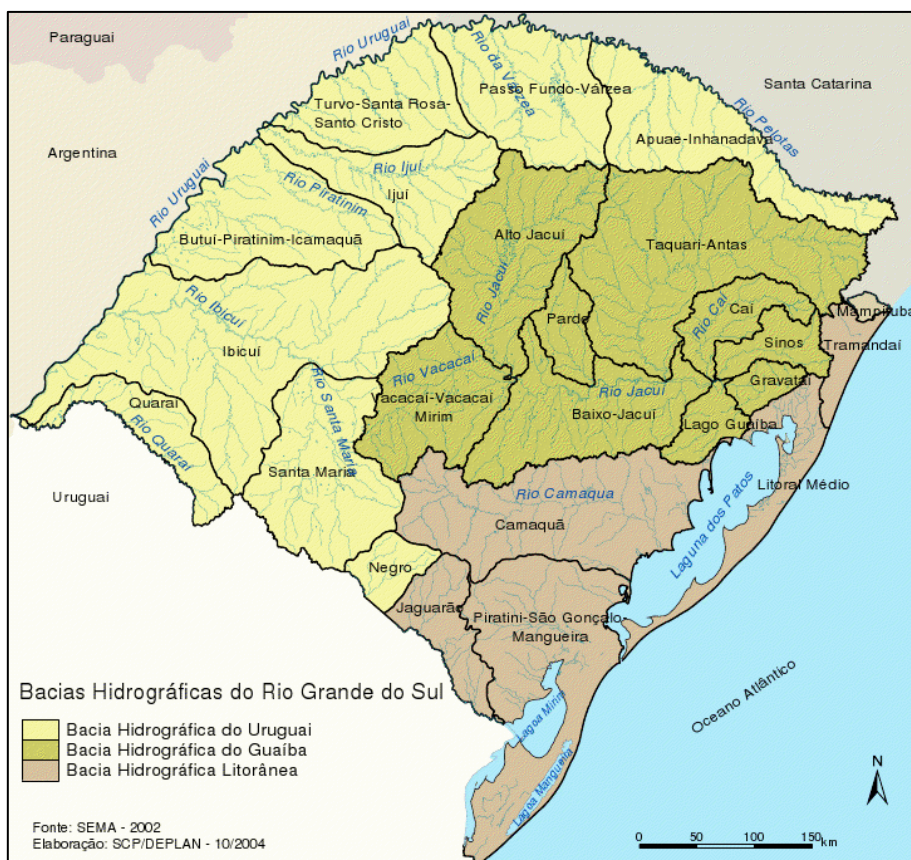 Paraguai
Rio Uruguai
Rio da Várzea
Passo Fundo-Várzea
Santa Catarina
Turvo-Santa Rosa-
Santo Cristo
Apuae-Inhanadava
Rio Pelotas
Argentina
Rio Ijuí
Ijuí
Rio Uruguai
Rio Piratinim
Butuí-Piratinim-Icamaquã
Alto Jacuí
Taquari-Antas
Rio Jacuí
Rio Ibicuí
Ibicuí
Pardo
Rio Caí
Caí
Mampituba
Sinos
Tramandaí
Rio Vacacaí
Vacacaí-Vacacaí
Mirim
Rio Jacuí
Baixo-Jacuí
Gravataí
Lago Guaíba
Quaraí
Rio Quaraí
Rio Santa Maria
Santa Maria
Uruguai
Rio Camaqua
Camaquã
Litoral Médio
Laguna dos Patos
Negro
Jaguarão
Piratini-São Gonçalo-
Mangueira
Oceano Atlântico
Lagoa Mirim
Lagoa Mangueira
Bacias Hidrográficas do Rio Grande do Sul
Bacia Hidrográfica do Uruguai
Bacia Hidrográfica do Guaíba
Bacia Hidrográfica Litorânea
Fonte: SEMA - 2002
Elaboração: SCP/DEPLAN - 10/2004
N
0 50 100 150 km